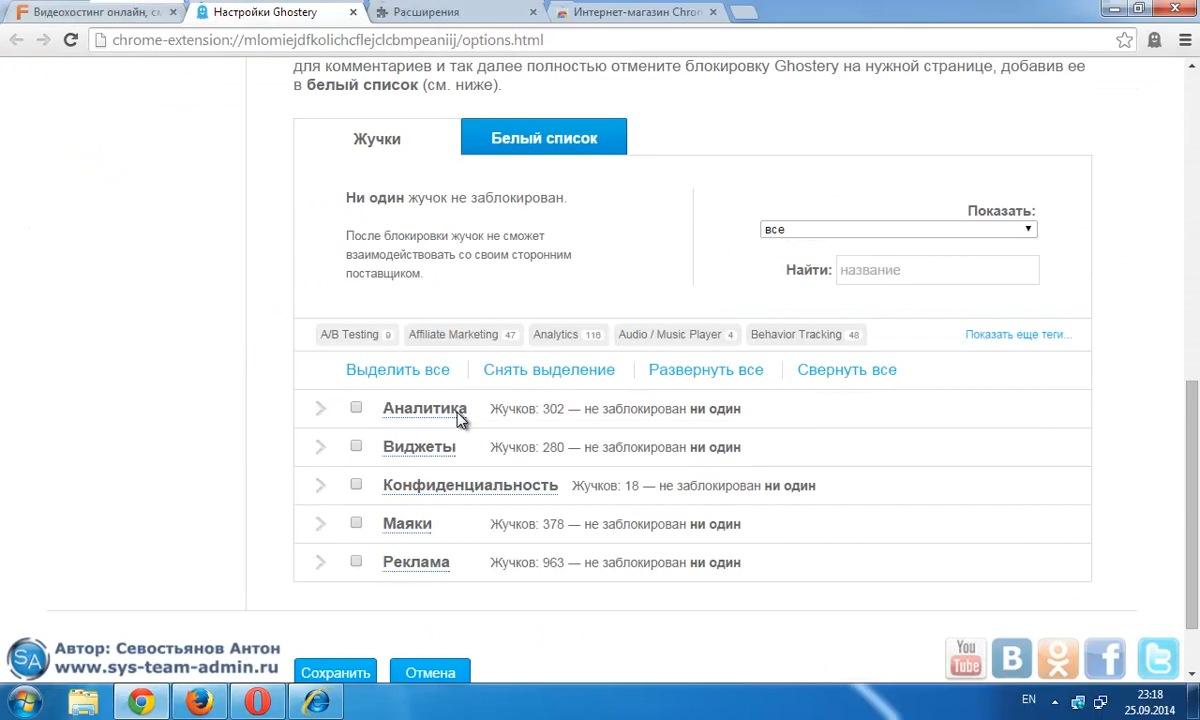 Видеохостинг онлайн, см
Настройки Ghostery
Расширения
Интернет-магазин Chron
chrome-extension://mlomiejdfkolichcflejclcbmpeaniij/options.html
для комментариев и так далее полностью отмените блокировку Ghostery на нужной странице, добавив ее
в белый список (см. ниже).
Жучки
Белый список
Ни один жучок не заблокирован.
После блокировки жучок не сможет
взаимодействовать со своим сторонним
поставщиком.
Показать:
все
Найти: название
A/B Testing 9 Affiliate Marketing 47 Analytics 116 Audio / Music Player 4 Behavior Tracking 48 Показать еще теги...
Выделить все Снять выделение Развернуть все Свернуть все
Аналитика Жучков: 302 — не заблокирован ни один
Виджеты Жучков: 280 — не заблокирован ни один
Конфиденциальность Жучков: 18 — не заблокирован ни один
Маяки Жучков: 378 — не заблокирован ни один
Реклама Жучков: 963 — не заблокирован ни один
SA
Автор: Севостьянов Антон
www.sys-team-admin.ru
Сохранить Отмена
You Tube
EN
23:18
25.09.2014